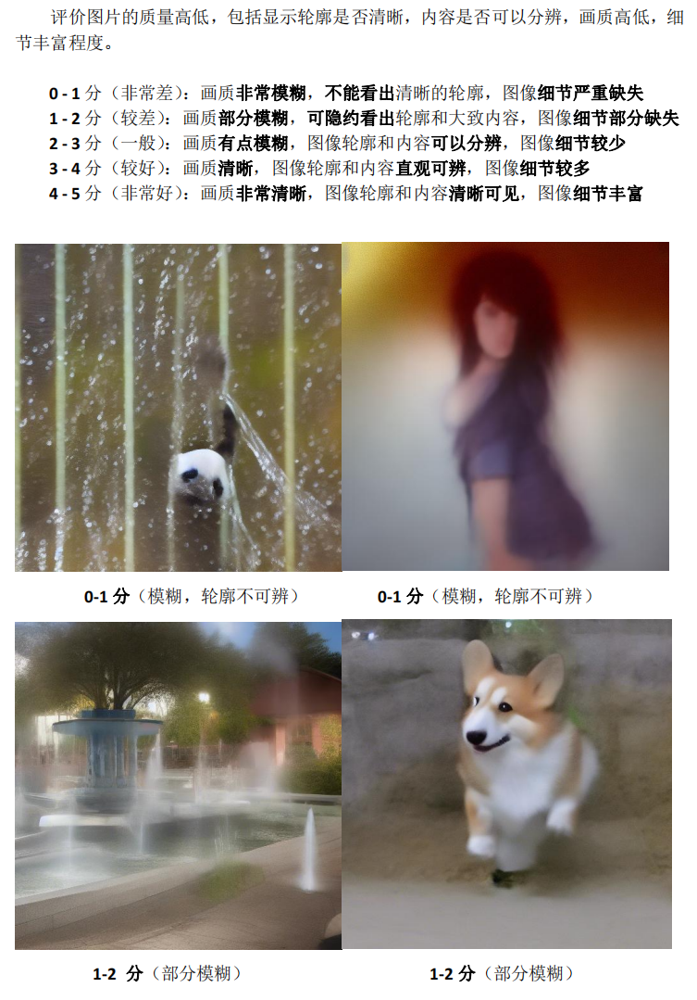 评价图片的质量高低，包括显示轮廓是否清晰，内容是否可以分辨，画质高低，细
节丰富程度。
0 - 1 分（非常差）：画质非常模糊，不能看出清晰的轮廓，图像细节严重缺失
1 - 2 分（较差）：画质部分模糊，可隐约看出轮廓和大致内容，图像细节部分缺失
2 - 3 分（一般）：画质有点模糊，图像轮廓和内容可以分辨，图像细节较少
3 - 4 分（较好）：画质清晰，图像轮廓和内容直观可辨，图像细节较多
4 - 5 分（非常好）：画质非常清晰，图像轮廓和内容清晰可见，图像细节丰富
0-1 分（模糊，轮廓不可辨）
0-1 分（模糊，轮廓不可辨）
1-2 分（部分模糊）
1-2 分（部分模糊）